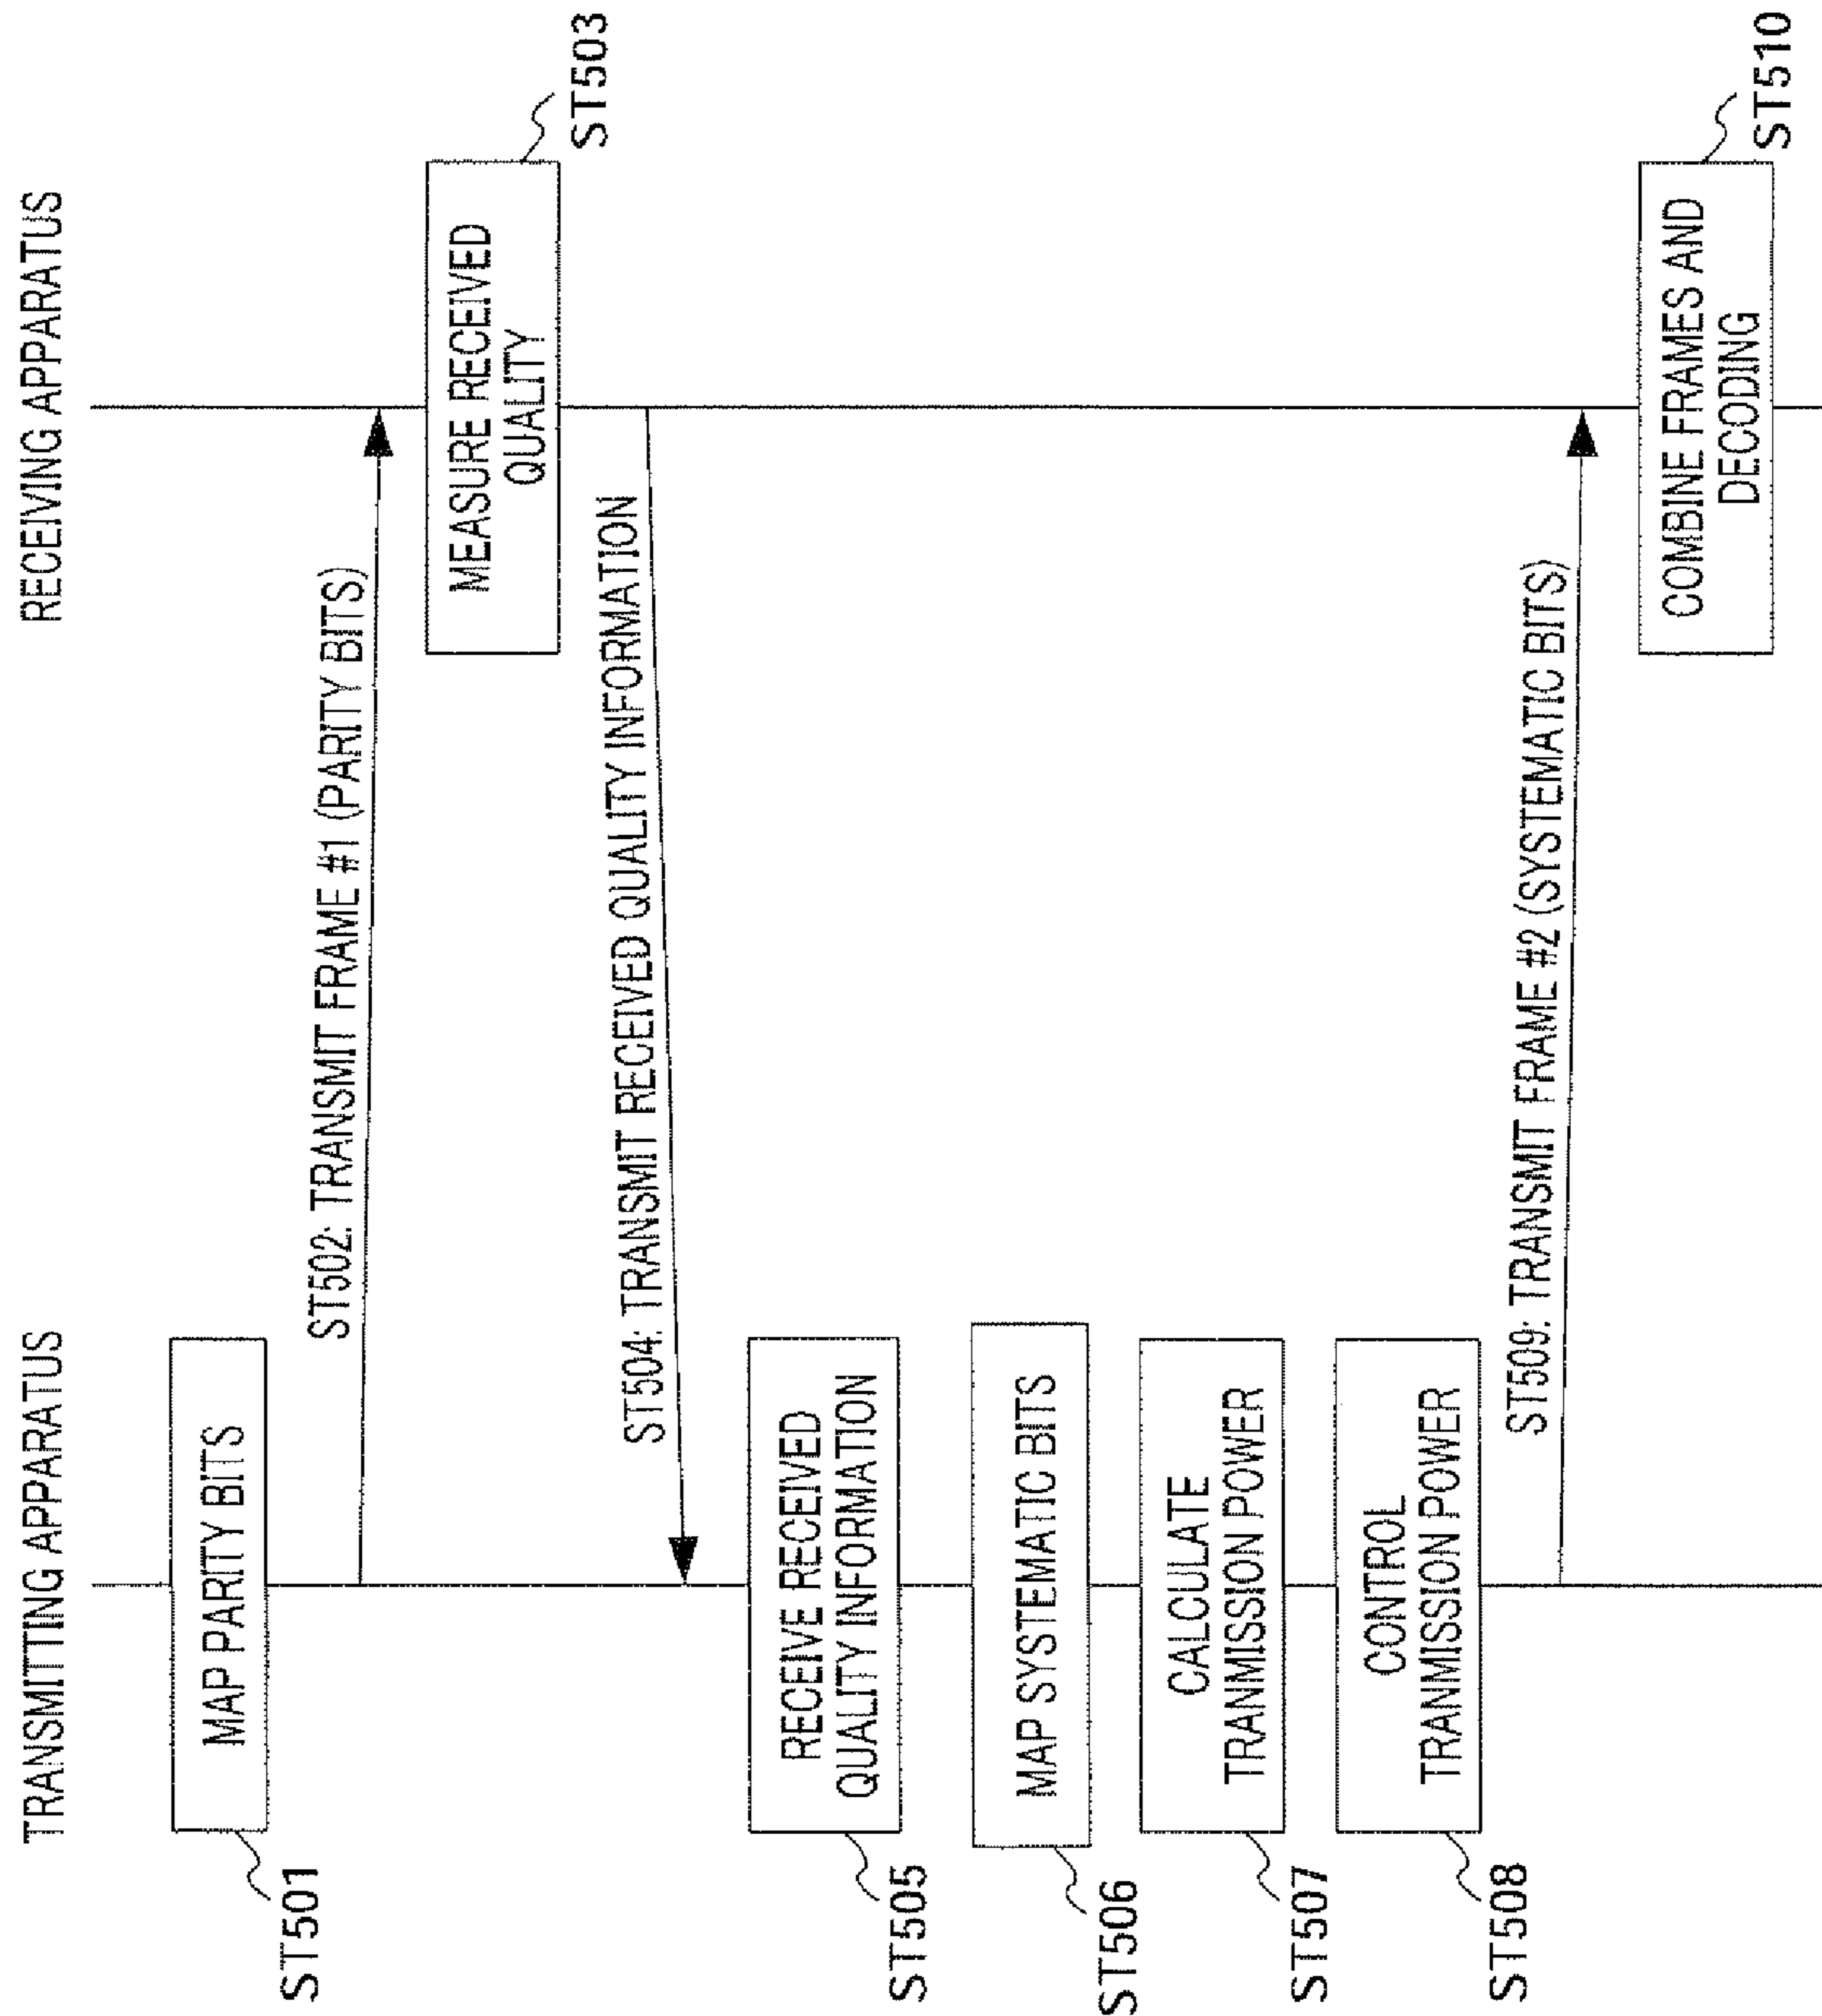 TRANSMITTING APPARATUS
RECEIVING APPARATUS
MAP PARITY BITS
ST501
ST502: TRANSMIT FRAME #1 (PARITY BITS)
MEASURE RECEIVED
QUALITY
ST503
ST504: TRANSMIT RECEIVED QUALITY INFORMATION
RECEIVE RECEIVED
QUALITY INFORMATION
ST505
MAP SYSTEMATIC BITS
ST506
CALCULATE
TRANMISSION POWER
ST507
CONTROL
TRANMISSION POWER
ST508
ST509: TRANSMIT FRAME #2 (SYSTEMATIC BITS)
COMBINE FRAMES AND
DECODING
ST510